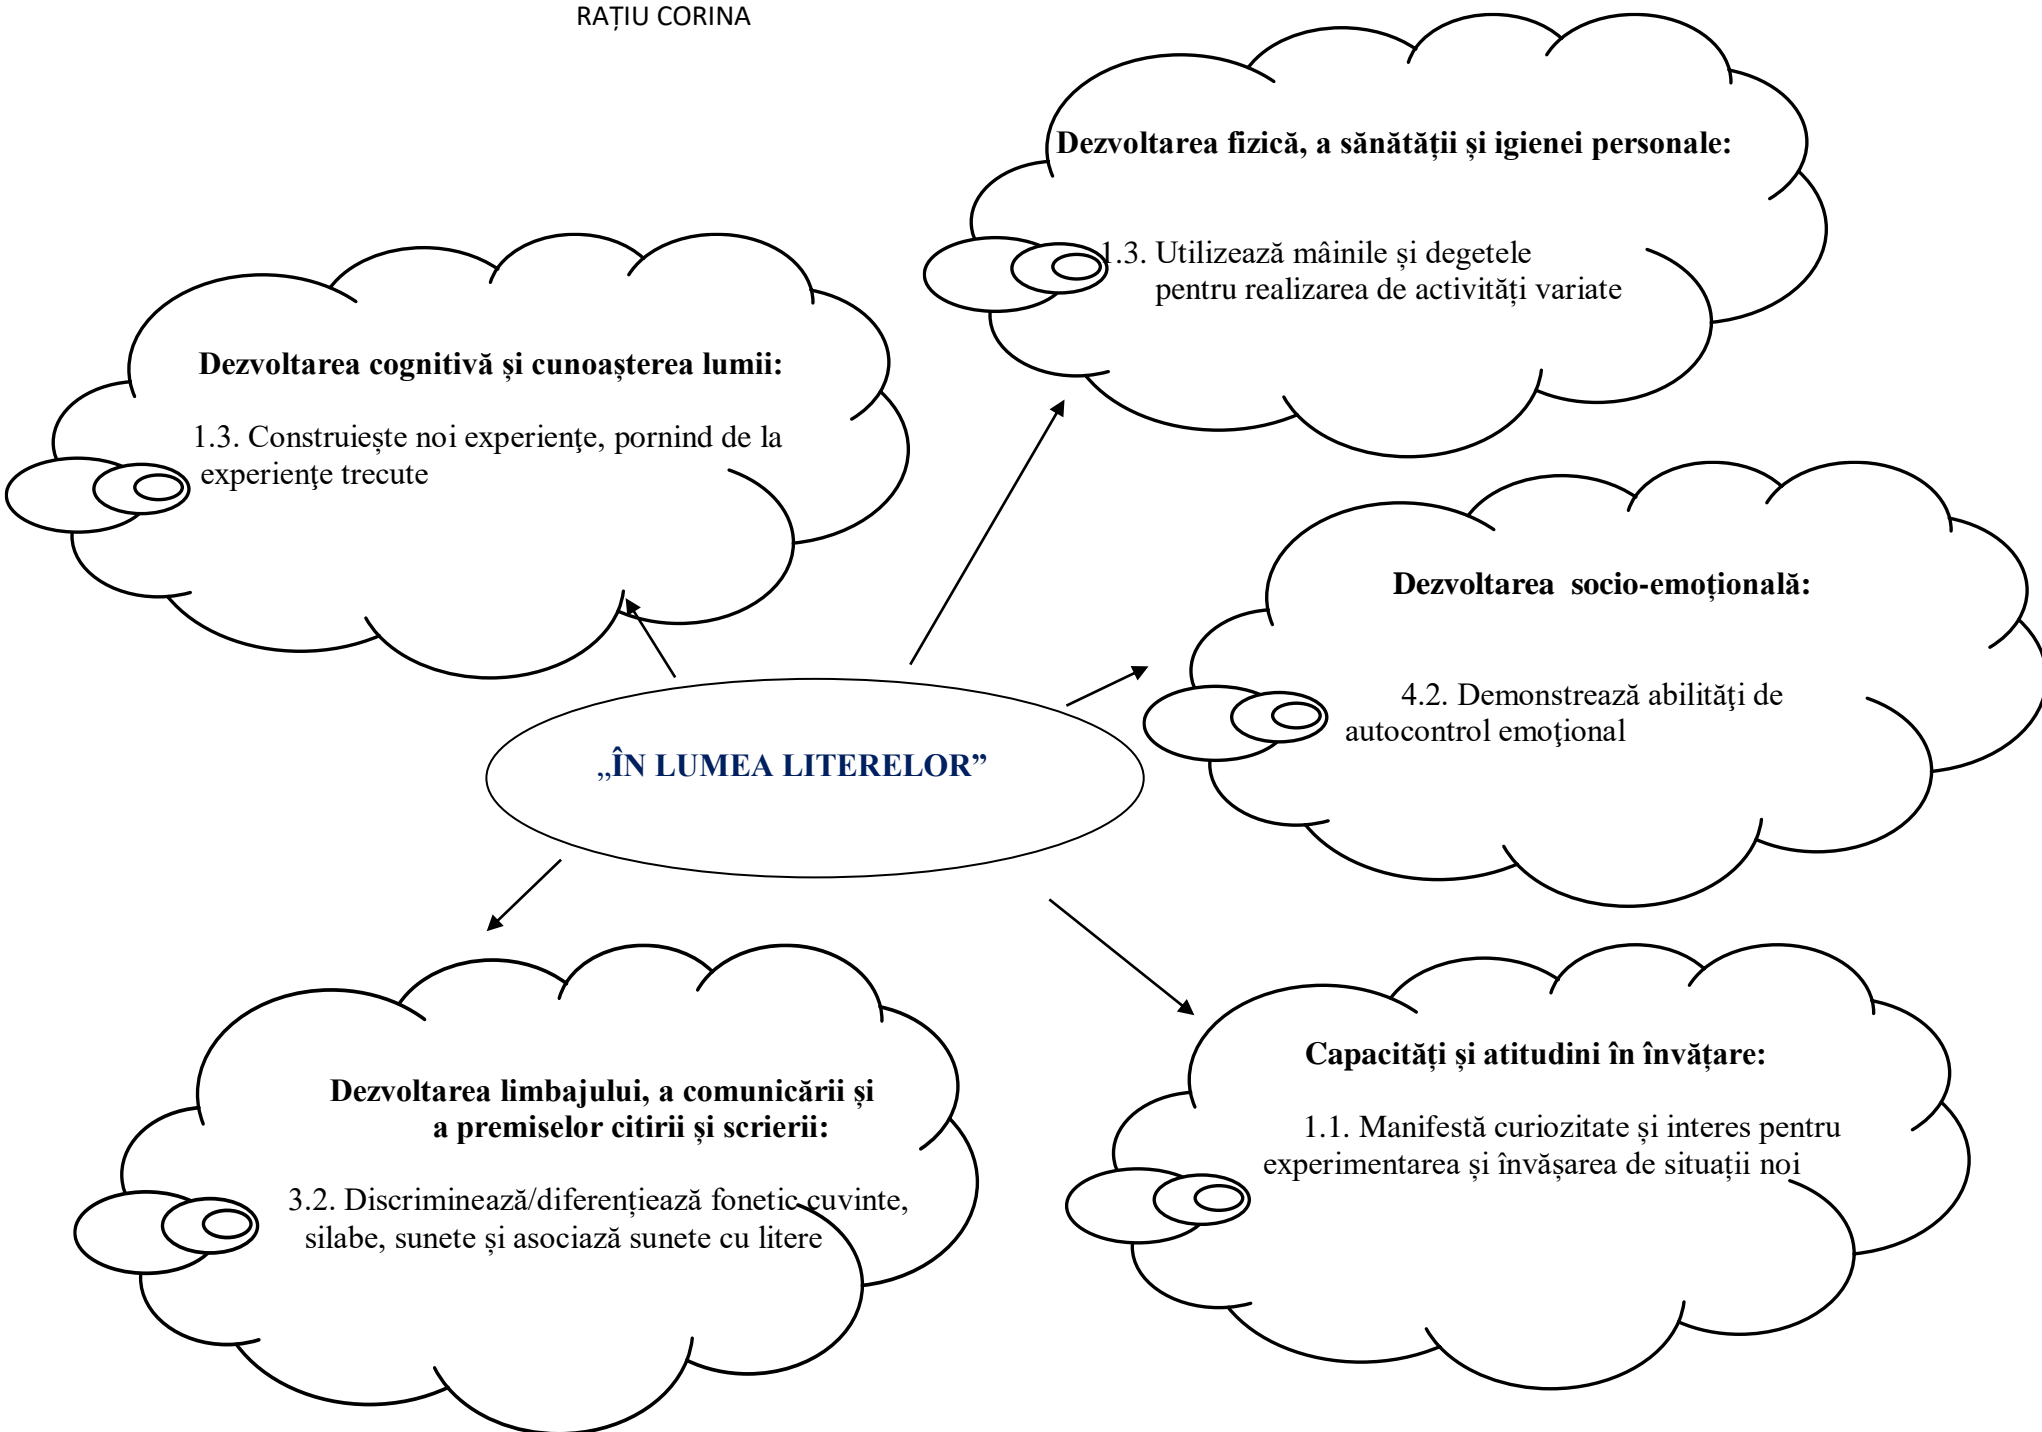 RAȚIU CORINA
Dezvoltarea fizică, a sănătății și igienei personale:
1.3. Utilizează mâinile și degetele
pentru realizarea de activități variate
Dezvoltarea cognitivă și cunoașterea lumii:
1.3. Construiește noi experienţe, pornind de la
experienţe trecute
Dezvoltarea socio-emoțională:
4.2. Demonstrează abilităţi de
autocontrol emoţional
„ÎN LUMEA LITERELOR”
Dezvoltarea limbajului, a comunicării și
a premiselor citirii și scrierii:
3.2. Discriminează/diferențiează fonetic cuvinte,
silabe, sunete și asociază sunete cu litere
Capacități și atitudini în învățare:
1.1. Manifestă curiozitate și interes pentru
experimentarea și învășarea de situații noi